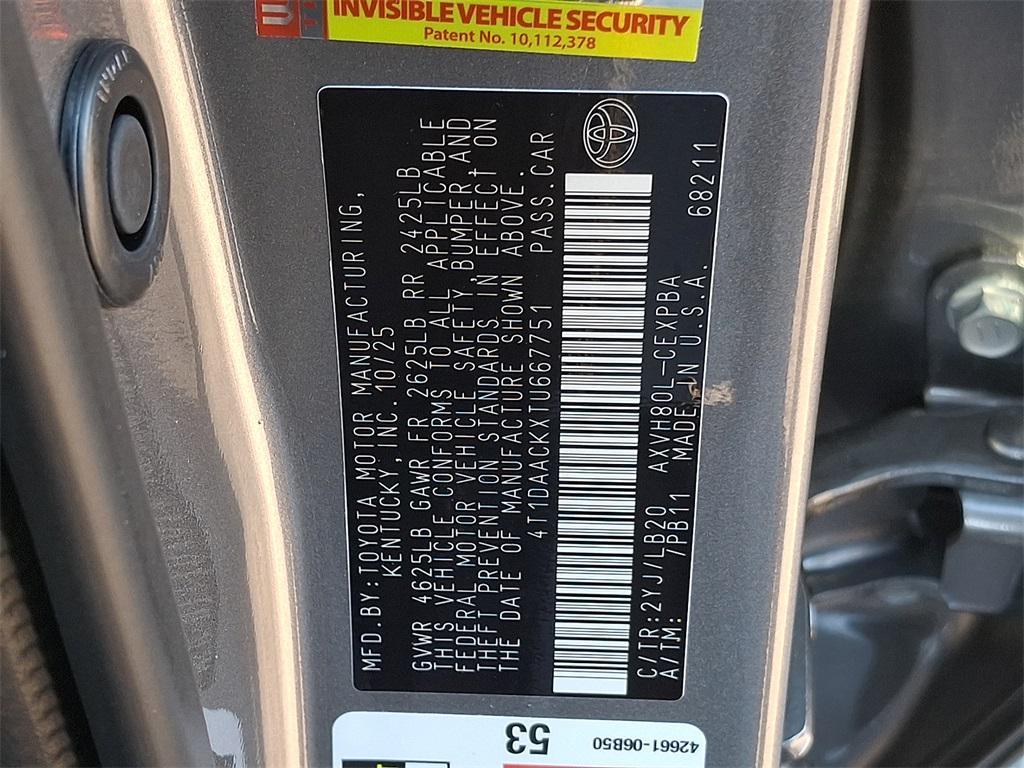 INVISIBLE VEHICLE SECURITY
Patent No. 10,112,378
MFD.BY:TOYOTA MOTOR MANUFACTURING,
KENTUCKY,INC. 10/25
GVWR 4625LB GAWR FR 2625LB RR 2425LB
THIS VEHICLE CONFORMS TO ALL APPLICABLE
FEDERAL MOTOR VEHICLE SAFETY, BUMPER AND
THEFT PREVENTION STANDARDS IN EFFECT ON
THE DATE OF MANUFACTURE SHOWN ABOVE.
4T1DAACKXTU667751 PASS.CAR
C/TR:2YJ/LB20 AXVH80L-CEXPBA
A/TM: /PB11 MADE IN U.S.A. 68211
53
42661-06B50